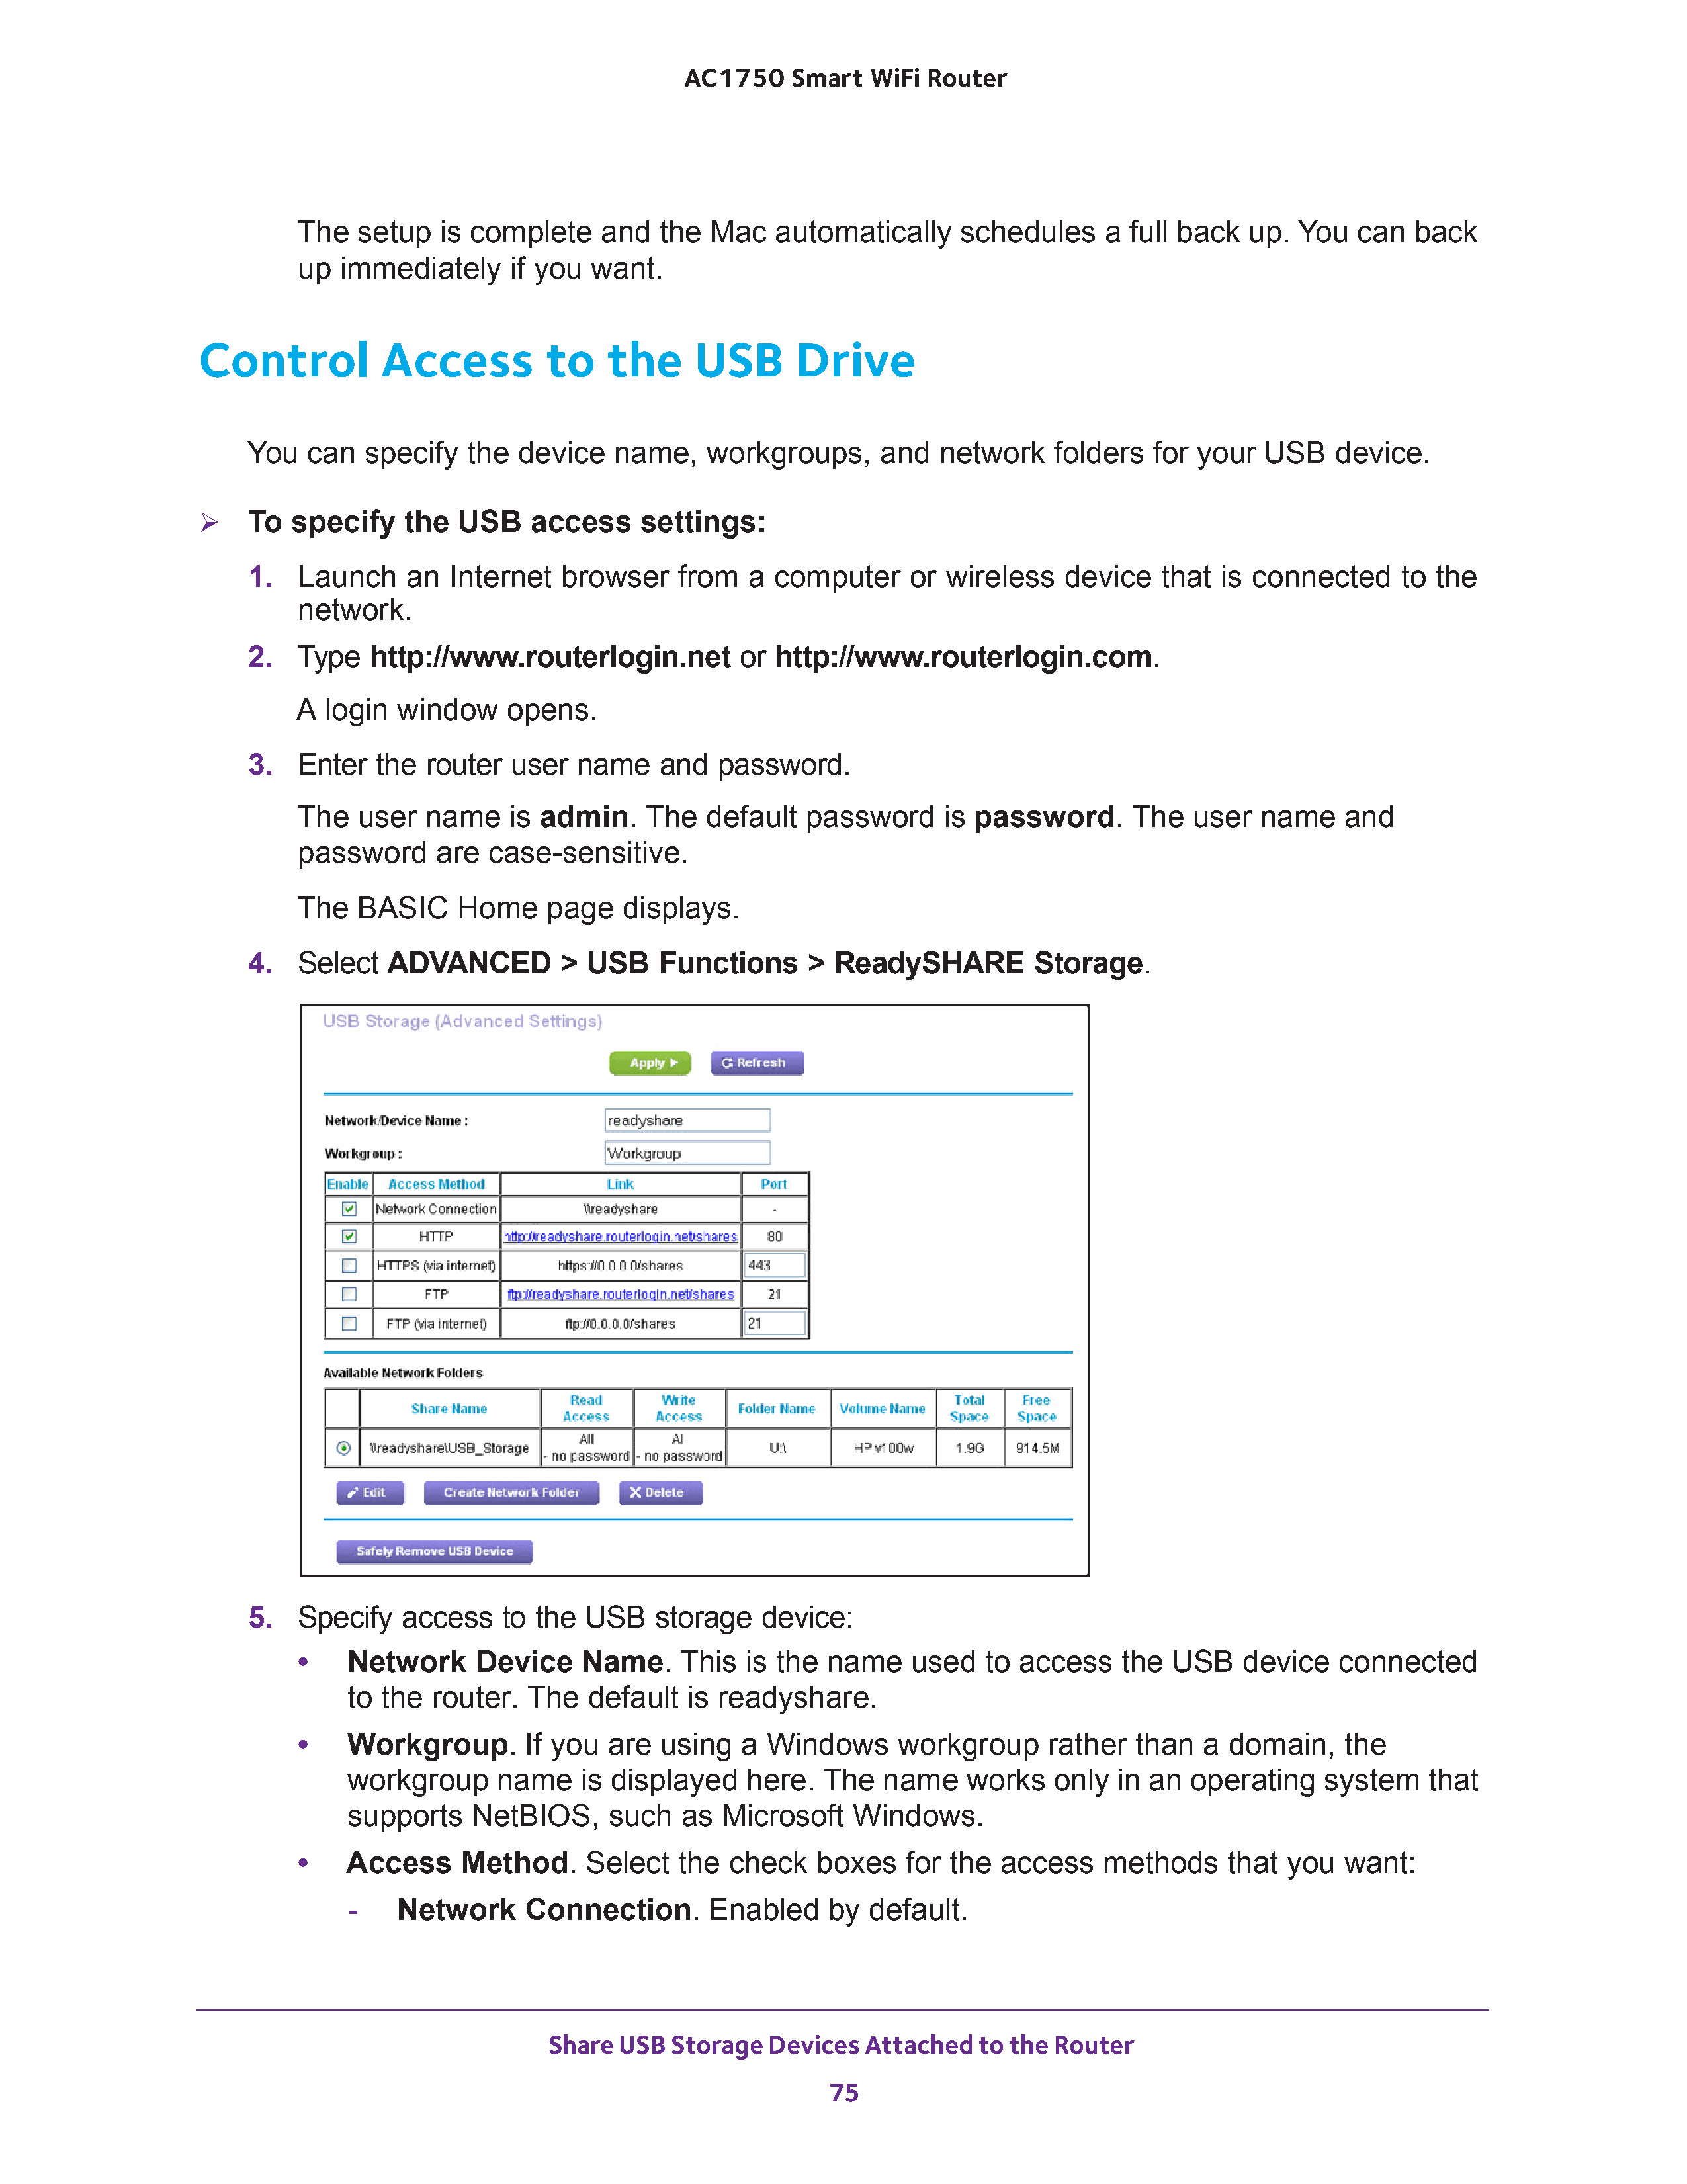 AC1750 Smart WiFi Router
The setup is complete and the Mac automatically schedules a full back up. You can back
up immediately if you want.
Control Access to the USB Drive
You can specify the device name, workgroups, and network folders for your USB device.
➢ To specify the USB access settings:
1. Launch an Internet browser from a computer or wireless device that is connected to the
network.
2. Type http://www.routerlogin.net or http://www.routerlogin.com.
A login window opens.
3. Enter the router user name and password.
The user name is admin. The default password is password. The user name and
password are case-sensitive.
The BASIC Home page displays.
4. Select ADVANCED > USB Functions > ReadySHARE Storage.
USB Storage (Advanced Settings)
Apply Refresh
Network/Device Name : readyshare
Workgroup : Workgroup
Enable Access Method Link Port
Network Connection \\readyshare -
HTTP http://readyshare.routerlogin.net/shares 80
HTTPS (via internet) https://0.0.0.0/shares 443
FTP ftp://readyshare.routerlogin.net/shares 21
FTP (via internet) ftp://0.0.0.0/shares 21
Available Network Folders
Share Name Read Access Write Access Folder Name Volume Name Total Space Free Space
\\readyshare\USB_Storage All - no password All - no password U:\ HP v100w 1.9G 914.5M
Edit Create Network Folder Delete
Safely Remove USB Device
5. Specify access to the USB storage device:
• Network Device Name. This is the name used to access the USB device connected
to the router. The default is readyshare.
• Workgroup. If you are using a Windows workgroup rather than a domain, the
workgroup name is displayed here. The name works only in an operating system that
supports NetBIOS, such as Microsoft Windows.
• Access Method. Select the check boxes for the access methods that you want:
- Network Connection. Enabled by default.
Share USB Storage Devices Attached to the Router
75